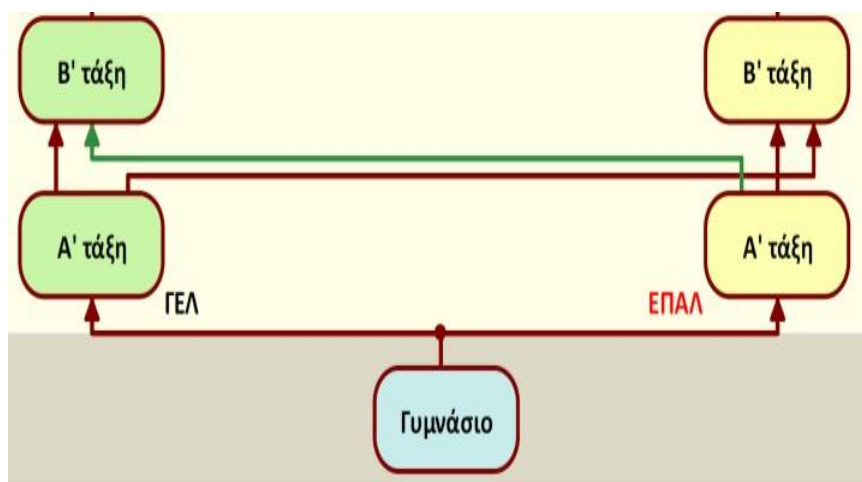 Β' τάξη
Β' τάξη
Α' τάξη
Α' τάξη
ΓΕΛ
ΕΠΑΛ
Γυμνάσιο